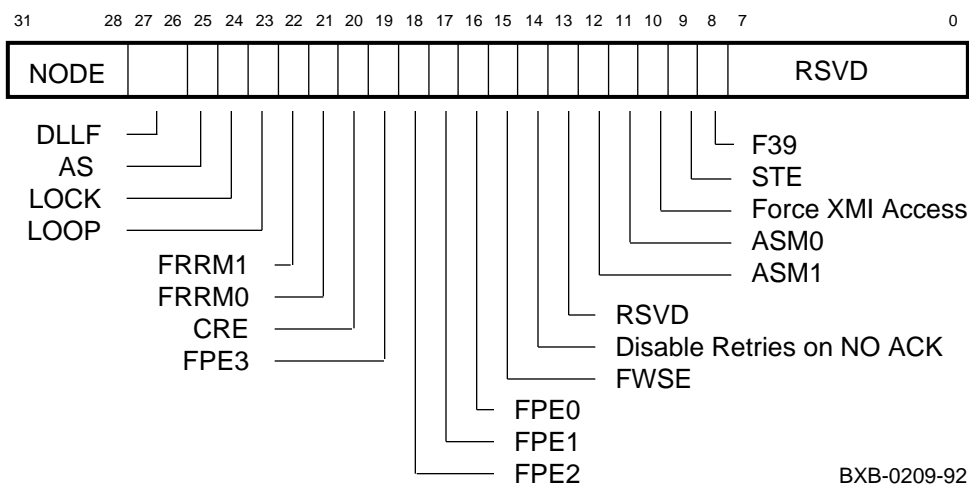 31 28 27 26 25 24 23 22 21 20 19 18 17 16 15 14 13 12 11 10 9 8 7 0
NODE RSVD
DLLF
AS
LOCK
LOOP
FRRM1
FRRM0
CRE
FPE3
F39
STE
Force XMI Access
ASM0
ASM1
RSVD
Disable Retries on NO ACK
FWSE
FPE0
FPE1
FPE2
BXB-0209-92